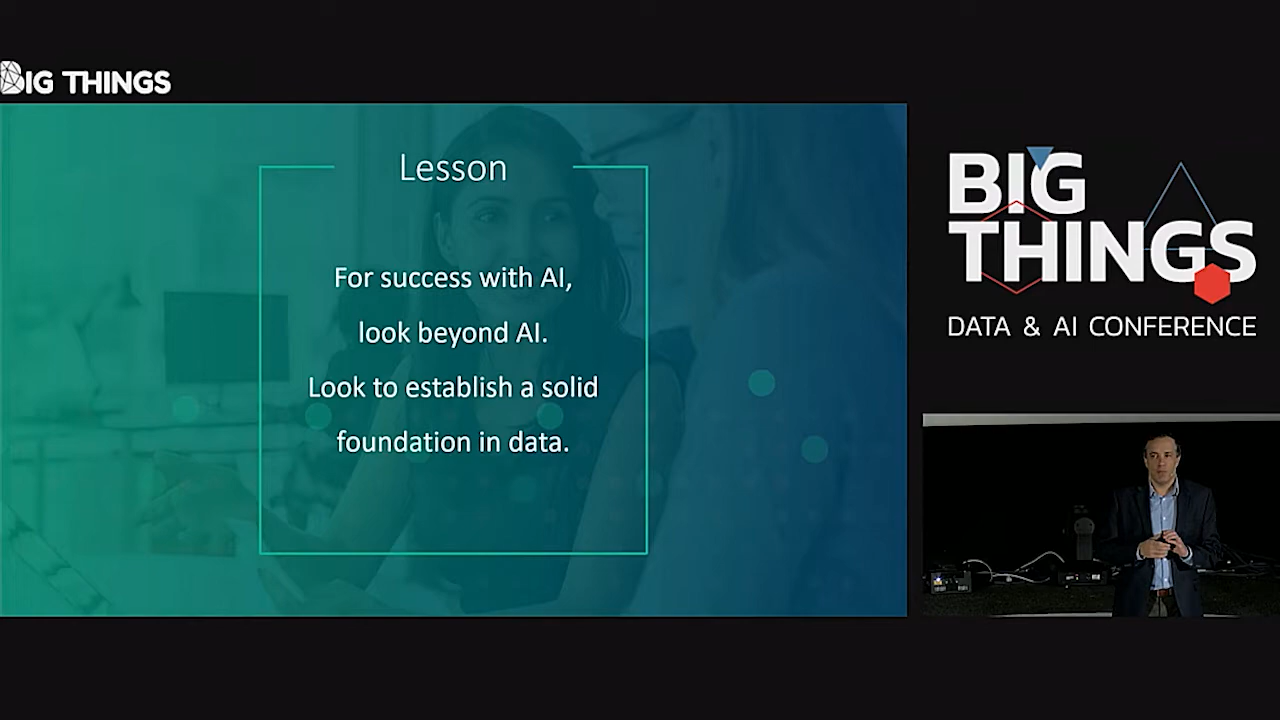 BIG THINGS
Lesson
For success with AI,
look beyond AI.
Look to establish a solid
foundation in data.
BIG
THINGS
DATA & AI CONFERENCE